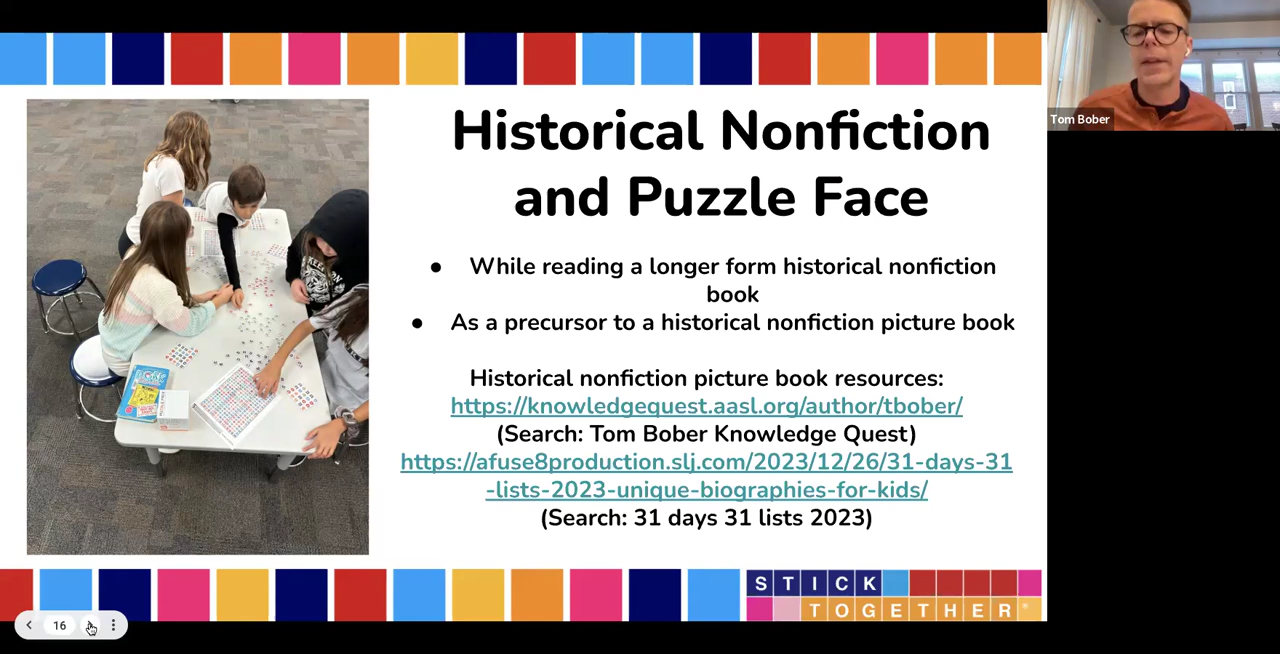 Historical Nonfiction
and Puzzle Face
● While reading a longer form historical nonfiction
book
● As a precursor to a historical nonfiction picture book
Historical nonfiction picture book resources:
https://knowledgequest.aasl.org/author/tbober/
(Search: Tom Bober Knowledge Quest)
https://afuse8production.slj.com/2023/12/26/31-days-31
-lists-2023-unique-biographies-for-kids/
(Search: 31 days 31 lists 2023)
STICK
TOGETHER®
16
Tom Bober